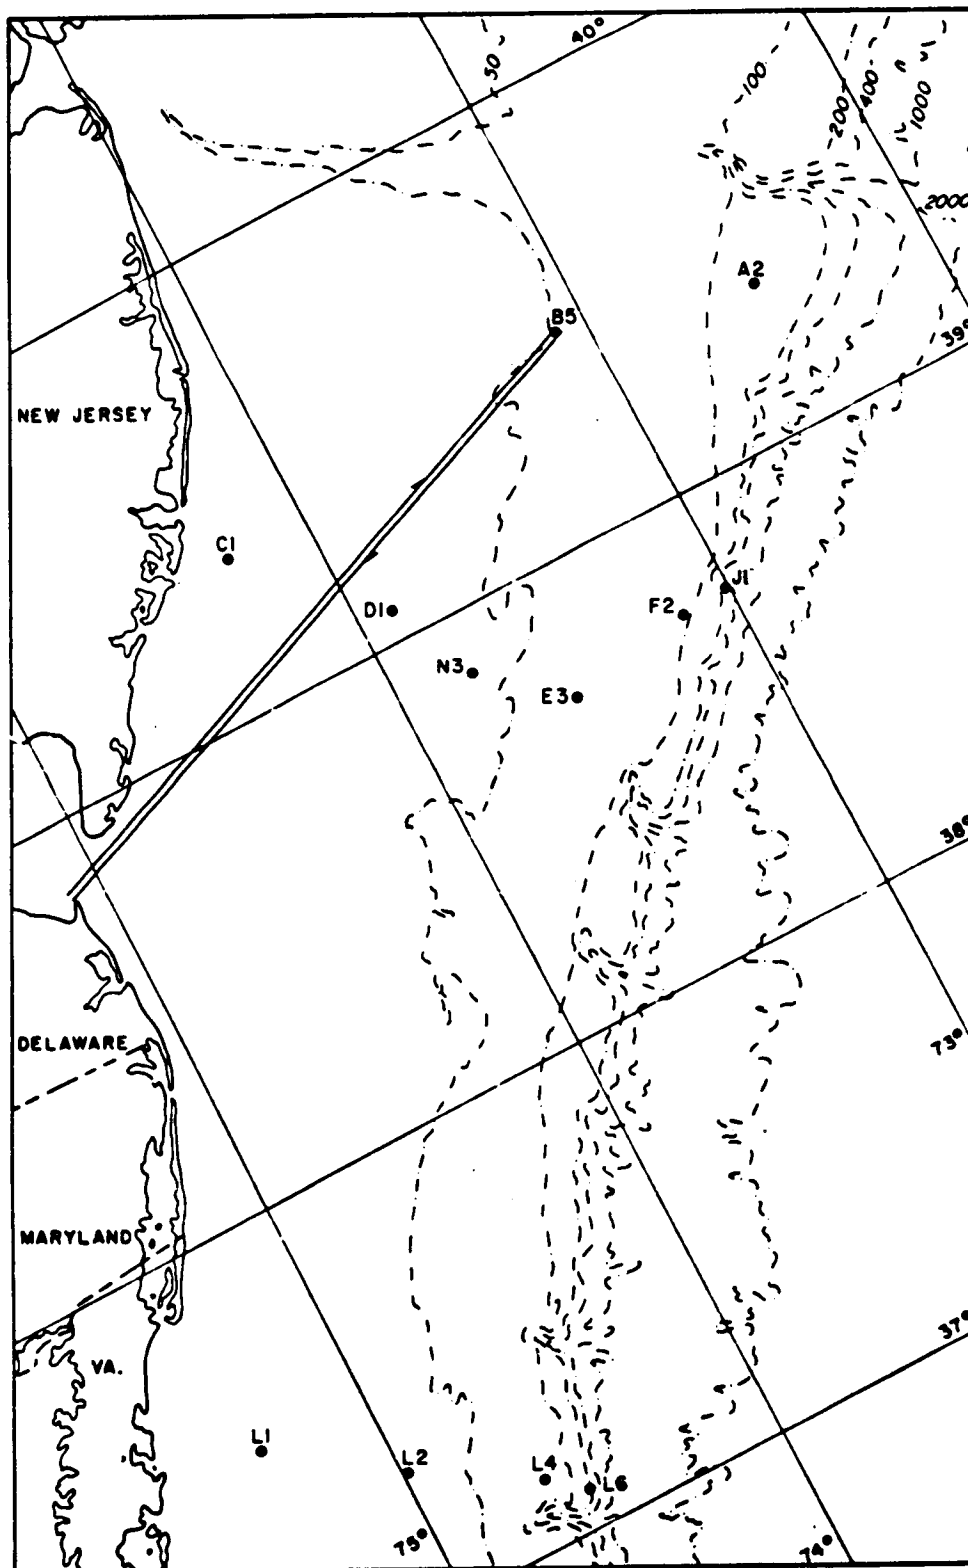 40°
50
-100-
-200-
-400-
1000
2000
A2
B5
39°
NEW JERSEY
C1
D1
J1
F2
N3
E3
38°
73°
DELAWARE
MARYLAND
37°
VA.
L1
L2
L4
L6
75°
74°